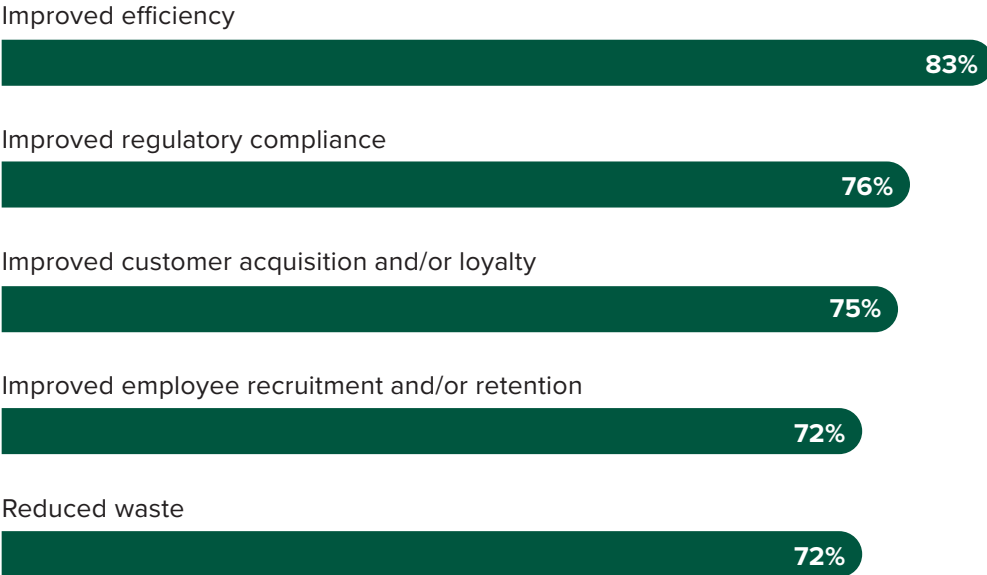 Improved efficiency
83%
Improved regulatory compliance
76%
Improved customer acquisition and/or loyalty
75%
Improved employee recruitment and/or retention
72%
Reduced waste
72%